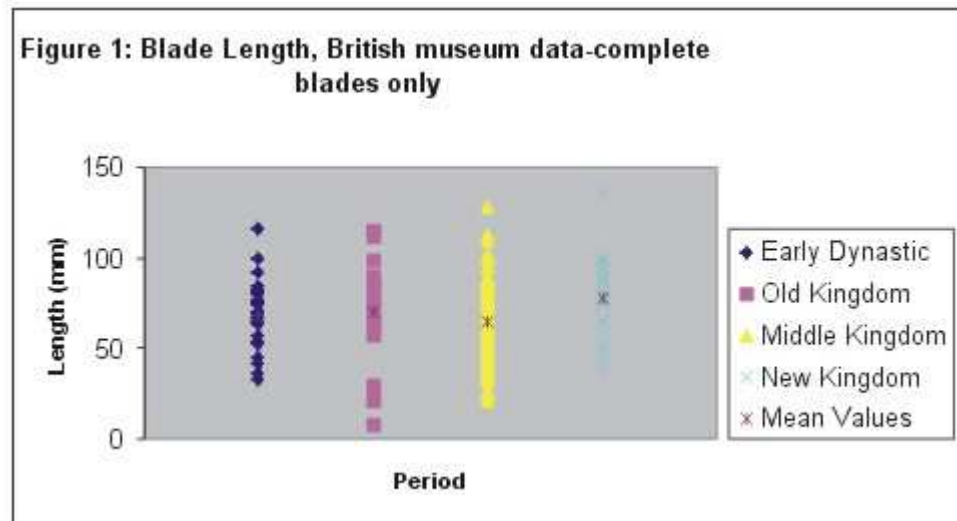 Figure 1: Blade Length, British museum data-complete
blades only
150
100
50
0
Length (mm)
Period
Early Dynastic
Old Kingdom
Middle Kingdom
New Kingdom
Mean Values